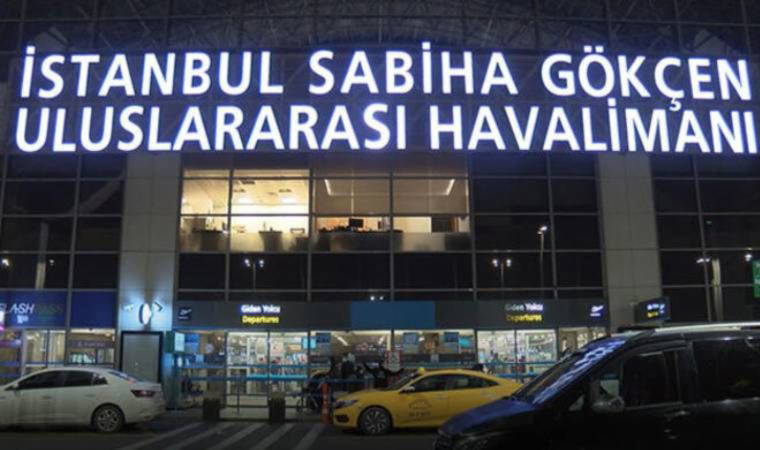 İSTANBUL SABİHA GÖKÇEN
ULUSLARARASI HAVALİMANI
Giden Yolcu
Departures
Giden Yolcu
Departures